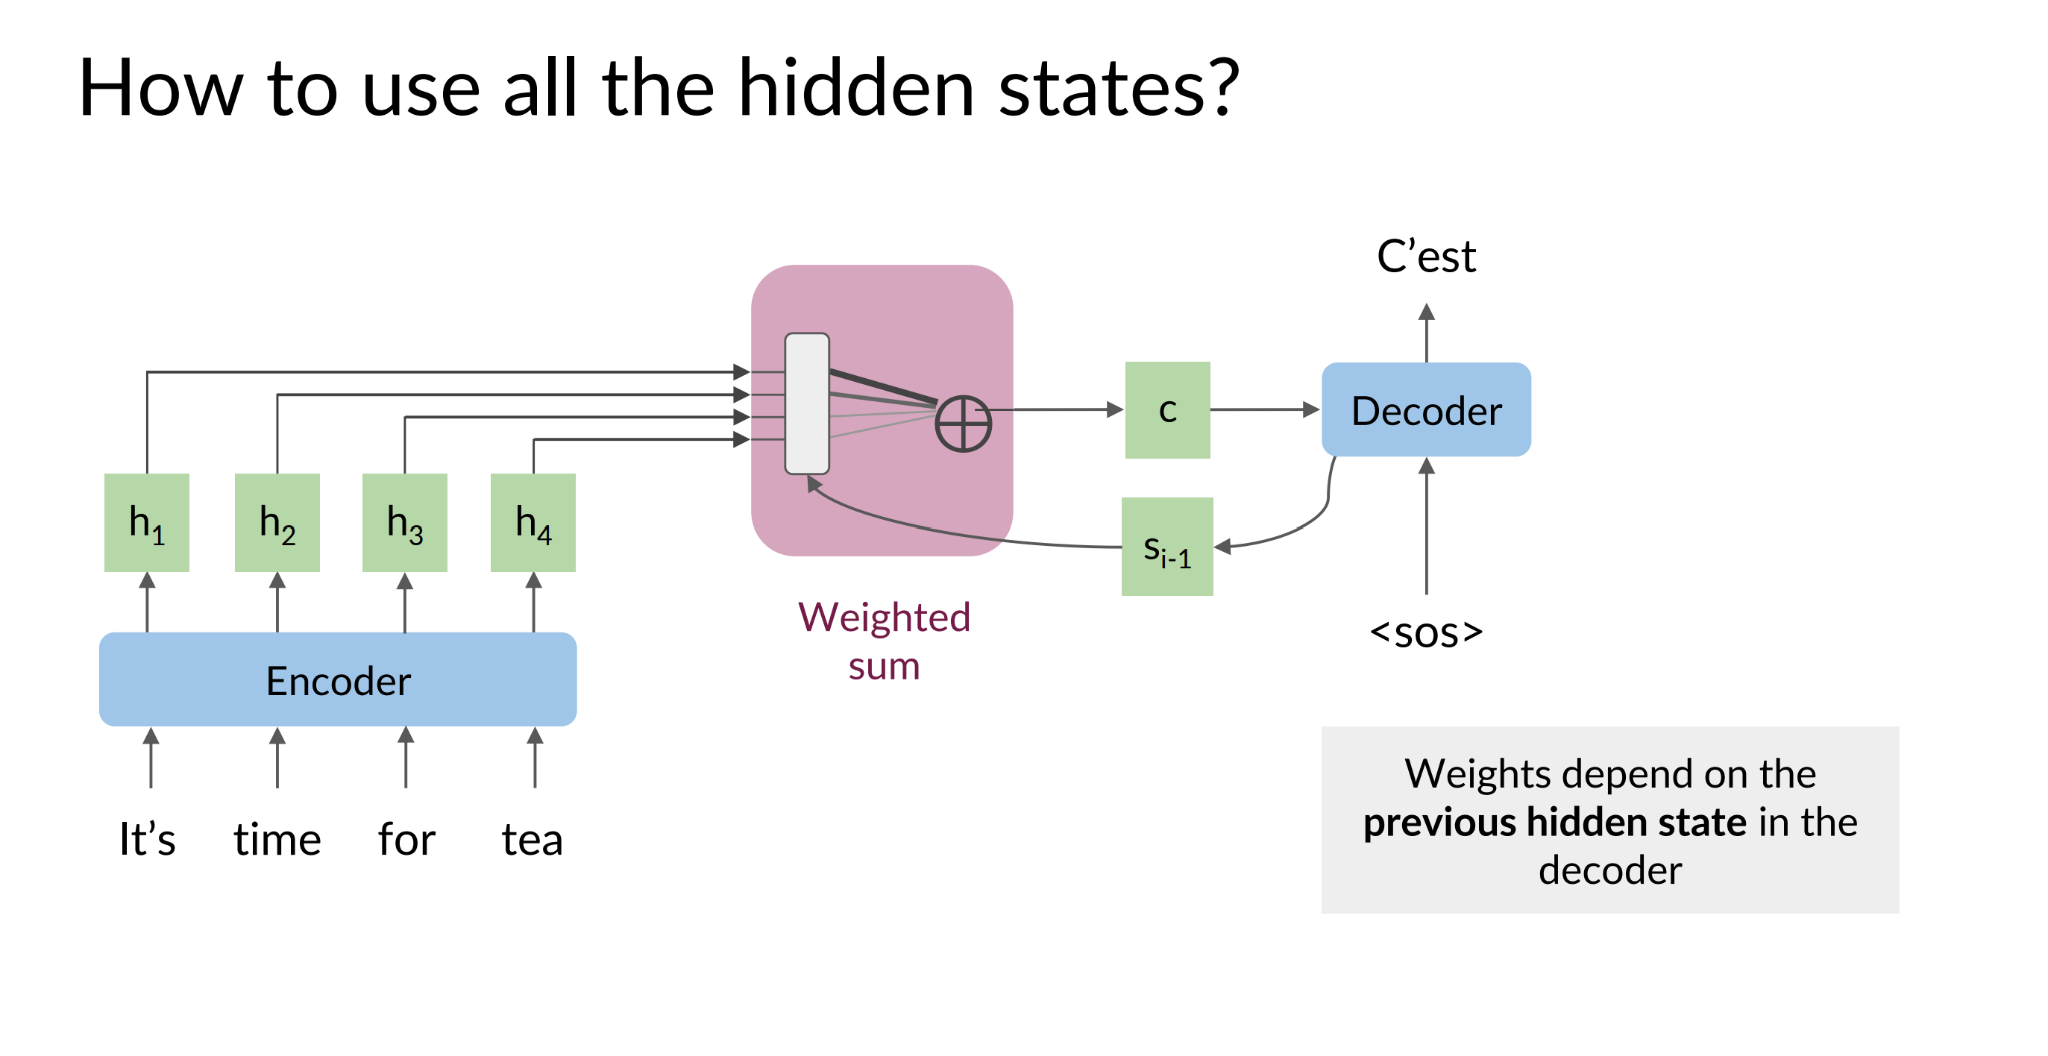 How to use all the hidden states?
C’est
c
Decoder
h1
h2
h3
h4
si-1
Weighted
sum
<sos>
Encoder
It’s time for tea
Weights depend on the
previous hidden state in the
decoder